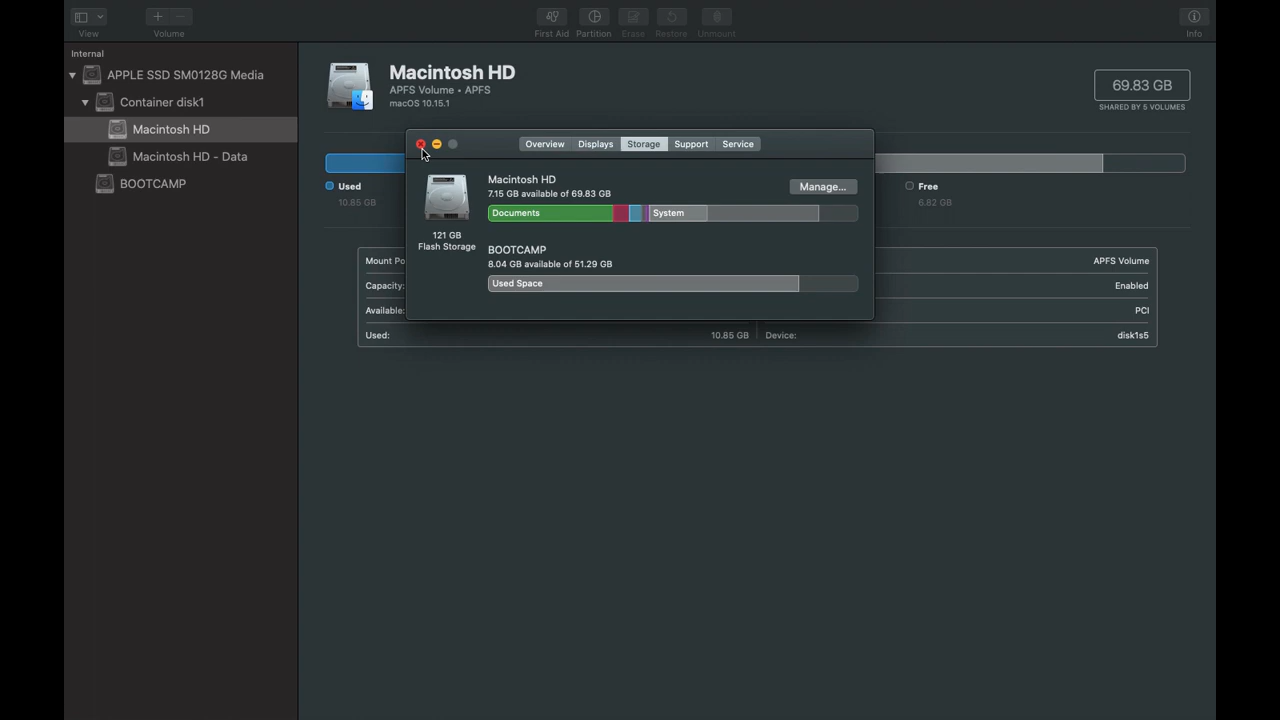 View
Volume
First Aid
Partition
Erase
Restore
Unmount
Info
Internal
APPLE SSD SM0128G Media
Container disk1
Macintosh HD
Macintosh HD - Data
BOOTCAMP
Macintosh HD
APFS Volume • APFS
macOS 10.15.1
69.83 GB
SHARED BY 5 VOLUMES
Used
10.85 GB
Free
6.82 GB
Mount Po
APFS Volume
Capacity:
Enabled
Available:
PCI
Used:
10.85 GB
Device:
disk1s5
Overview
Displays
Storage
Support
Service
Macintosh HD
7.15 GB available of 69.83 GB
Manage...
Documents
System
121 GB
Flash Storage
BOOTCAMP
8.04 GB available of 51.29 GB
Used Space